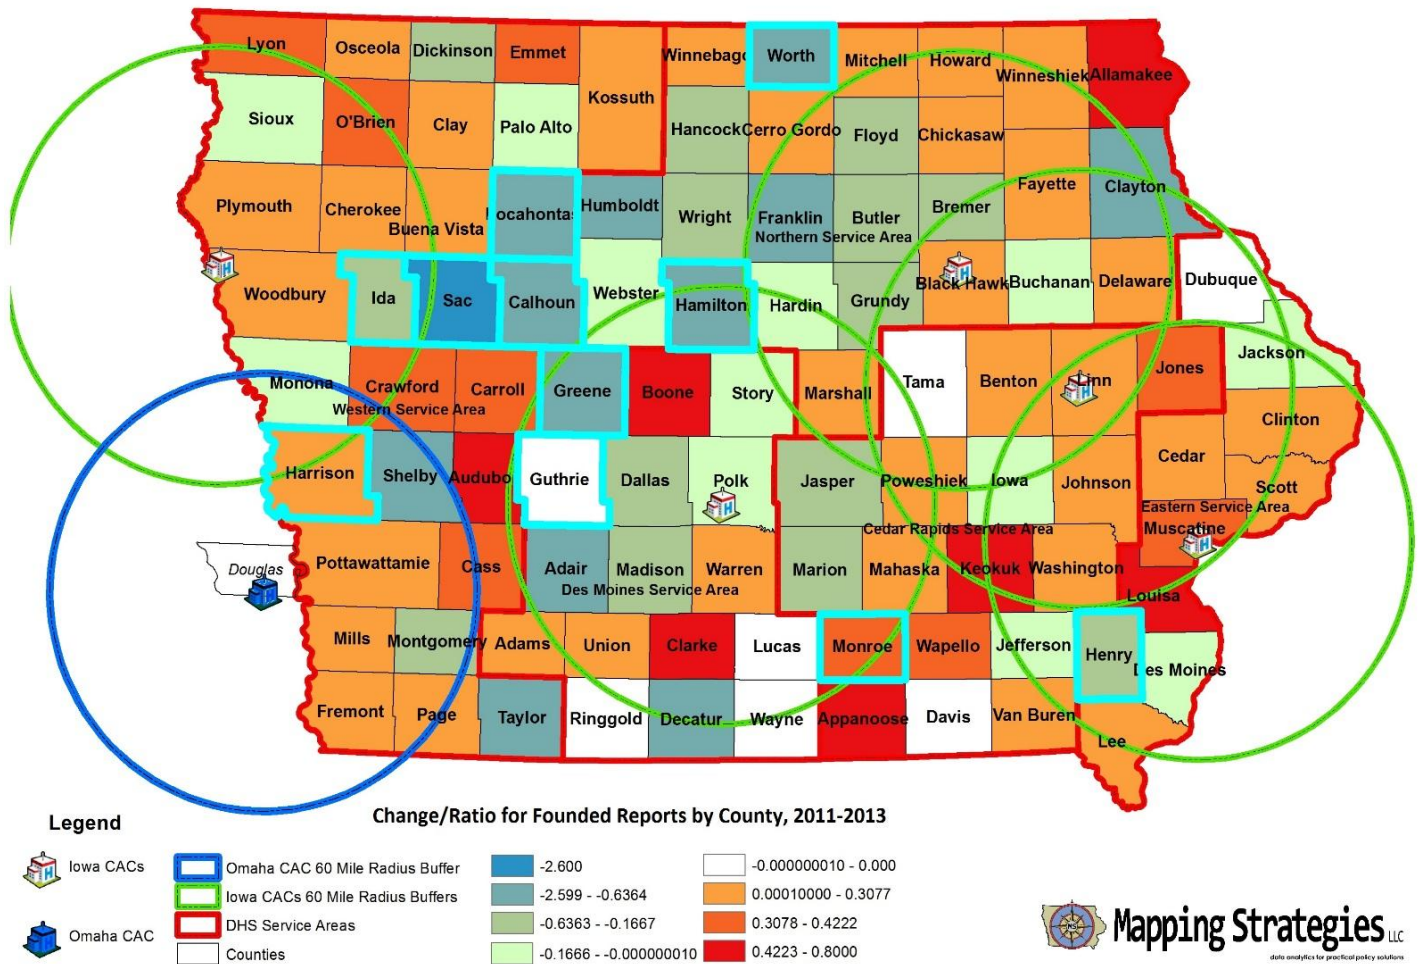 Lyon Osceola Dickinson Emmet Kossuth Winnebago Worth Mitchell Howard Winneshiek Allamakee
Sioux O'Brien Clay Palo Alto Hancock Cerro Gordo Floyd Chickasaw
Plymouth Cherokee Buena Vista Pocahontas Humboldt Wright Franklin Butler Bremer Fayette Clayton
Northern Service Area
Woodbury Ida Sac Calhoun Webster Hamilton Hardin Grundy Black Hawk Buchanan Delaware Dubuque
Monona Crawford Carroll Greene Boone Story Marshall Tama Benton Linn Jones Jackson
Western Service Area
Harrison Shelby Audubo Guthrie Dallas Polk Jasper Poweshiek Iowa Johnson Cedar Clinton Scott
Cedar Rapids Service Area
Eastern Service Area
Douglas Pottawattamie Cass Adair Madison Warren Marion Mahaska Keokuk Washington Muscatine Louisa
Des Moines Service Area
Mills Montgomery Adams Union Clarke Lucas Monroe Wapello Jefferson Henry Des Moines
Fremont Page Taylor Ringgold Decatur Wayne Appanoose Davis Van Buren Lee
Change/Ratio for Founded Reports by County, 2011-2013
Legend
Iowa CACs
Omaha CAC
Omaha CAC 60 Mile Radius Buffer
Iowa CACs 60 Mile Radius Buffers
DHS Service Areas
Counties
-2.600
-2.599 - -0.6364
-0.6363 - -0.1667
-0.1666 - -0.000000010
-0.000000010 - 0.000
0.00010000 - 0.3077
0.3078 - 0.4222
0.4223 - 0.8000
Mapping Strategies LLC
data analytics for practical policy solutions